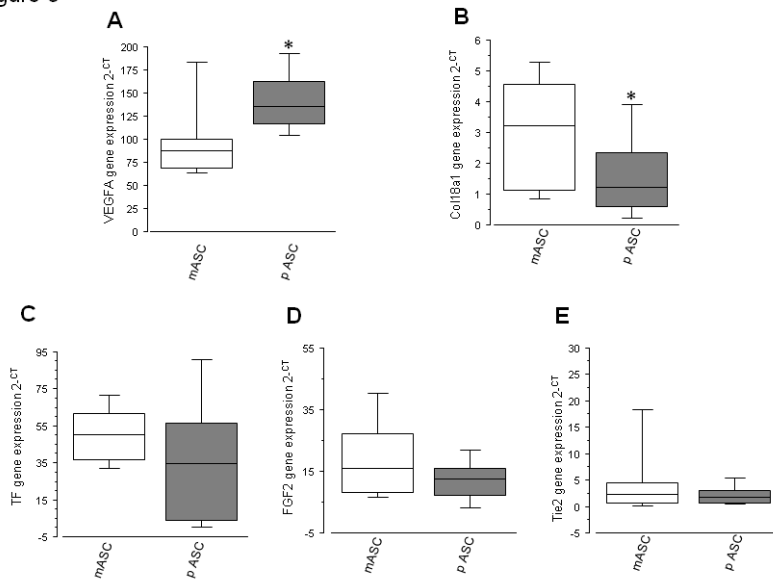 gure
A
*
VEGFA gene expression 2-CT
200
175
150
125
100
75
50
25
0
mASC
p ASC
B
*
Col18a1 gene expression 2-CT
6
5
4
3
2
1
0
mASC
p ASC
C
TF gene expression 2-CT
95
75
55
35
15
-5
mASC
p ASC
D
FGF2 gene expression 2-CT
55
35
15
-5
mASC
p ASC
E
Tie2 gene expression 2-CT
30
25
20
15
10
5
0
-5
mASC
p ASC